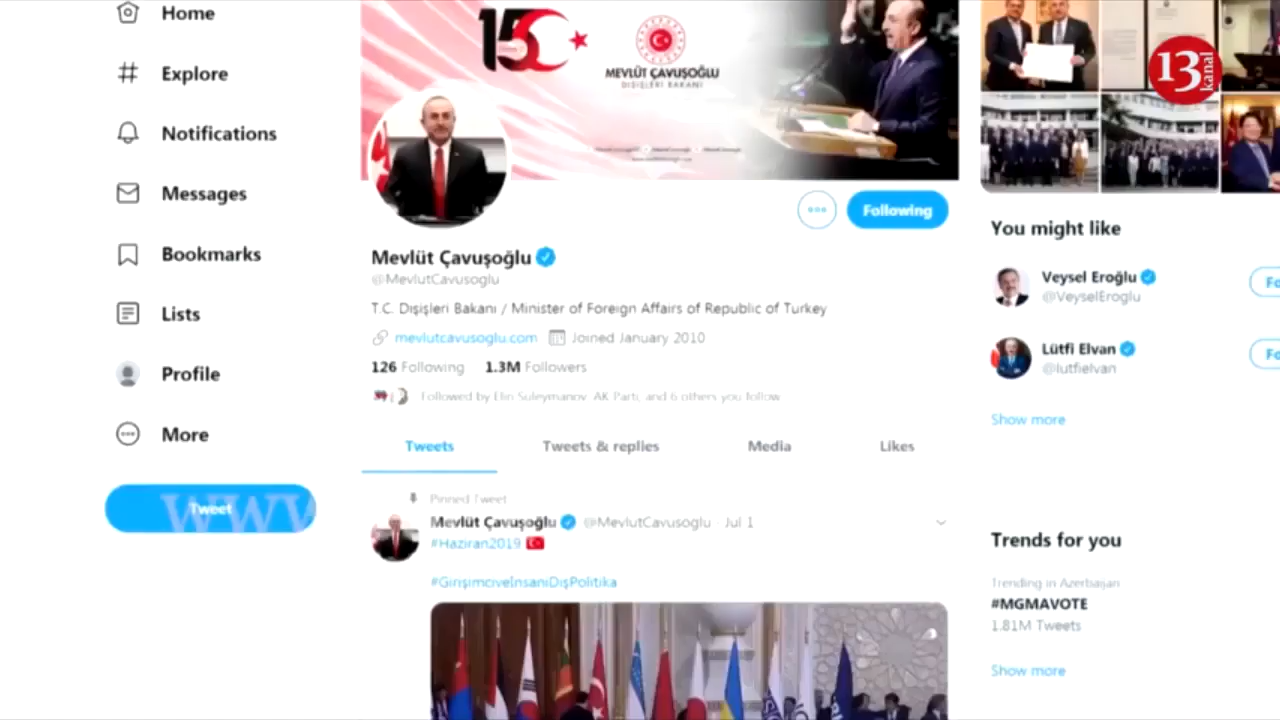 Home
Explore
Notifications
Messages
Bookmarks
Lists
Profile
More
Tweet
www
15
MEVLÜT ÇAVUŞOĞLU
DIŞİŞLERİ BAKANI
Following
Mevlüt Çavuşoğlu
@MevlutCavusoglu
T.C. Dışişleri Bakanı / Minister of Foreign Affairs of Republic of Turkey
mevlutcavusoglu.com Joined January 2010
126 Following 1.3M Followers
Followed by Elin Suleymanov, AK Parti, and 6 others you follow
Tweets Tweets & replies Media Likes
Pinned Tweet
Mevlüt Çavuşoğlu @MevlutCavusoglu · Jul 1
#Haziran2019
#GirişimciveİnsaniDışPolitika
13 kanal
You might like
Veysel Eroğlu
@VeyselEroglu
Fo
Lütfi Elvan
@lutfielvan
Fo
Show more
Trends for you
Trending in Azerbaijan
#MGMAVOTE
1.81M Tweets
Show more